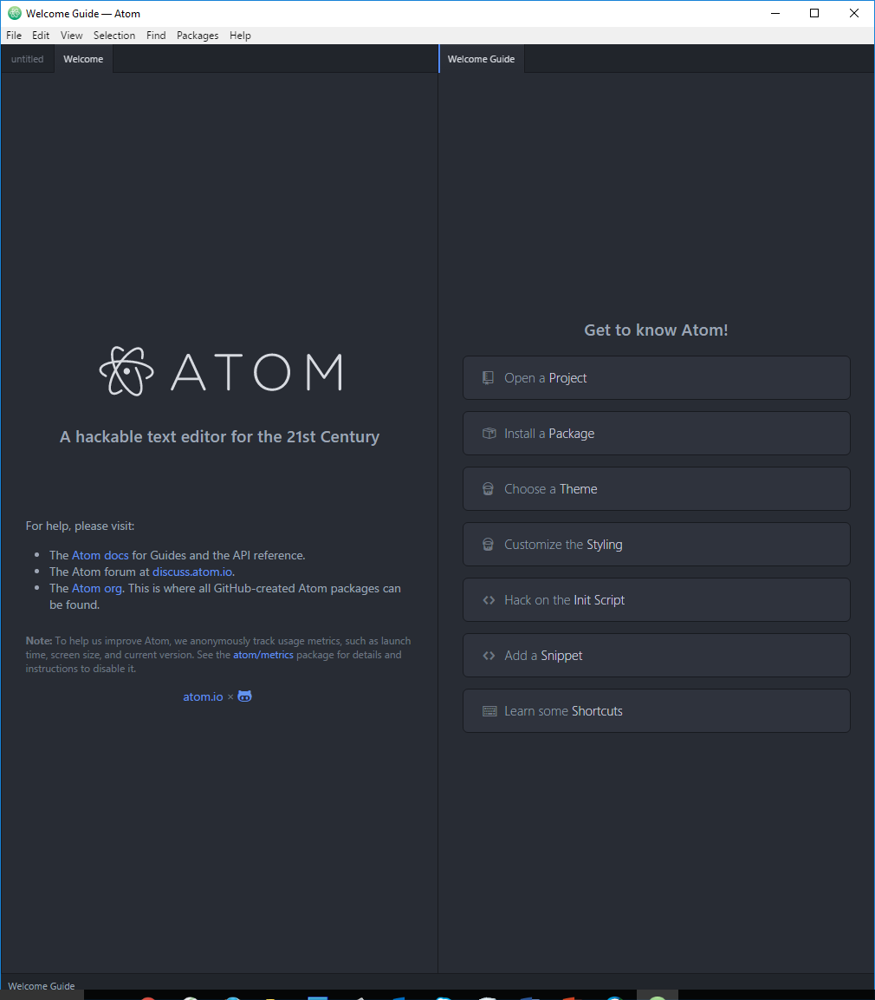 Welcome Guide — Atom
File Edit View Selection Find Packages Help
untitled Welcome Welcome Guide
ATOM
A hackable text editor for the 21st Century
For help, please visit:
• The Atom docs for Guides and the API reference.
• The Atom forum at discuss.atom.io.
• The Atom org. This is where all GitHub-created Atom packages can
be found.
Note: To help us improve Atom, we anonymously track usage metrics, such as launch
time, screen size, and current version. See the atom/metrics package for details and
instructions to disable it.
atom.io ×
Get to know Atom!
Open a Project
Install a Package
Choose a Theme
Customize the Styling
Hack on the Init Script
Add a Snippet
Learn some Shortcuts
Welcome Guide